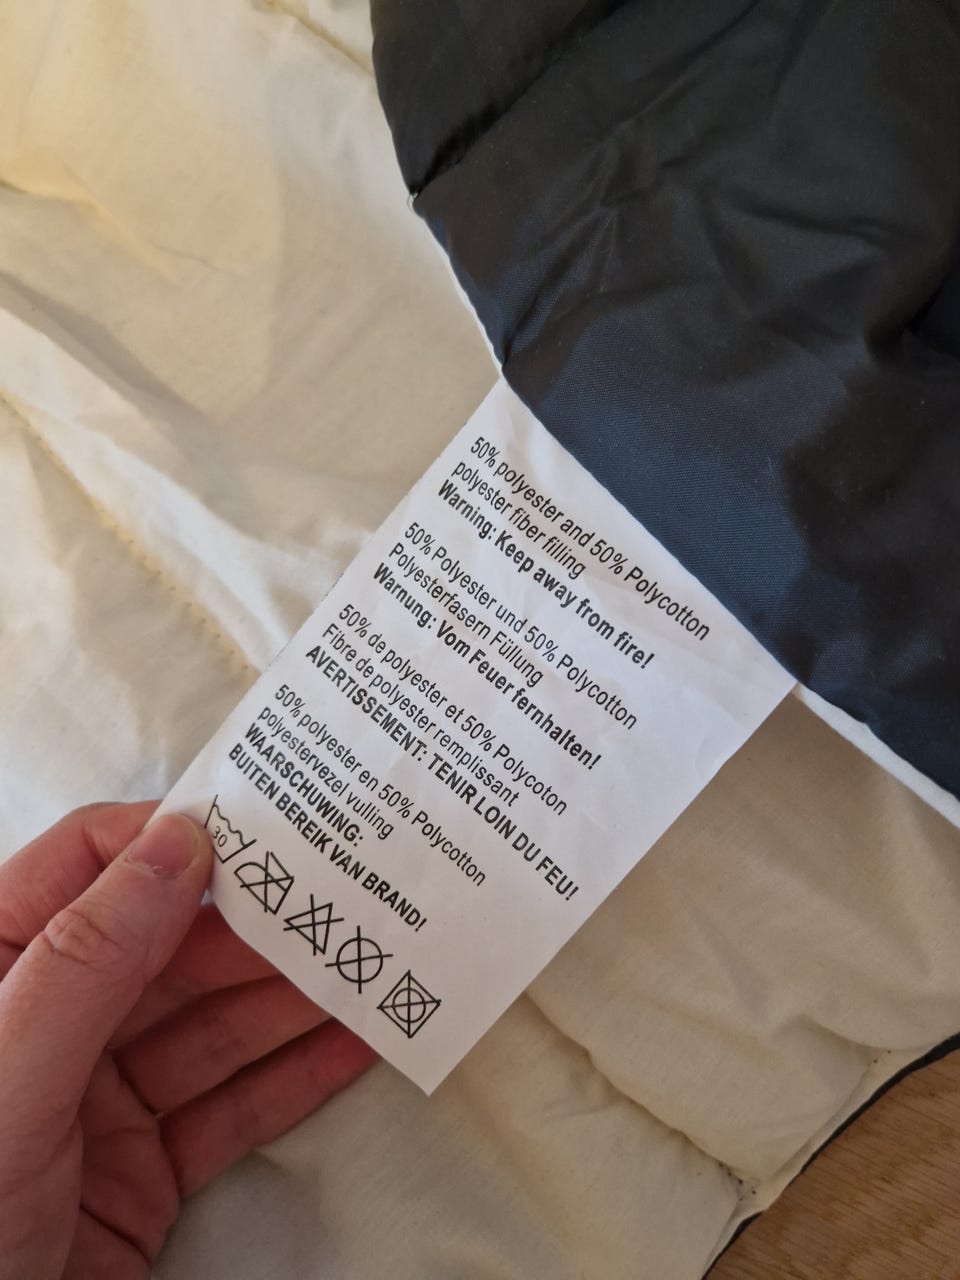 50% polyester and 50% Polycotton
polyester fiber filling
Warning: Keep away from fire!
50% Polyester und 50% Polycotton
Polyesterfasern Füllung
Warnung: Vom Feuer fernhalten!
50% de polyester et 50% Polycoton
Fibre de polyester remplissant
AVERTISSEMENT: TENIR LOIN DU FEU!
50% polyester en 50% Polycotton
polyestervezel vulling
WAARSCHUWING:
BUITEN BEREIK VAN BRAND!
30